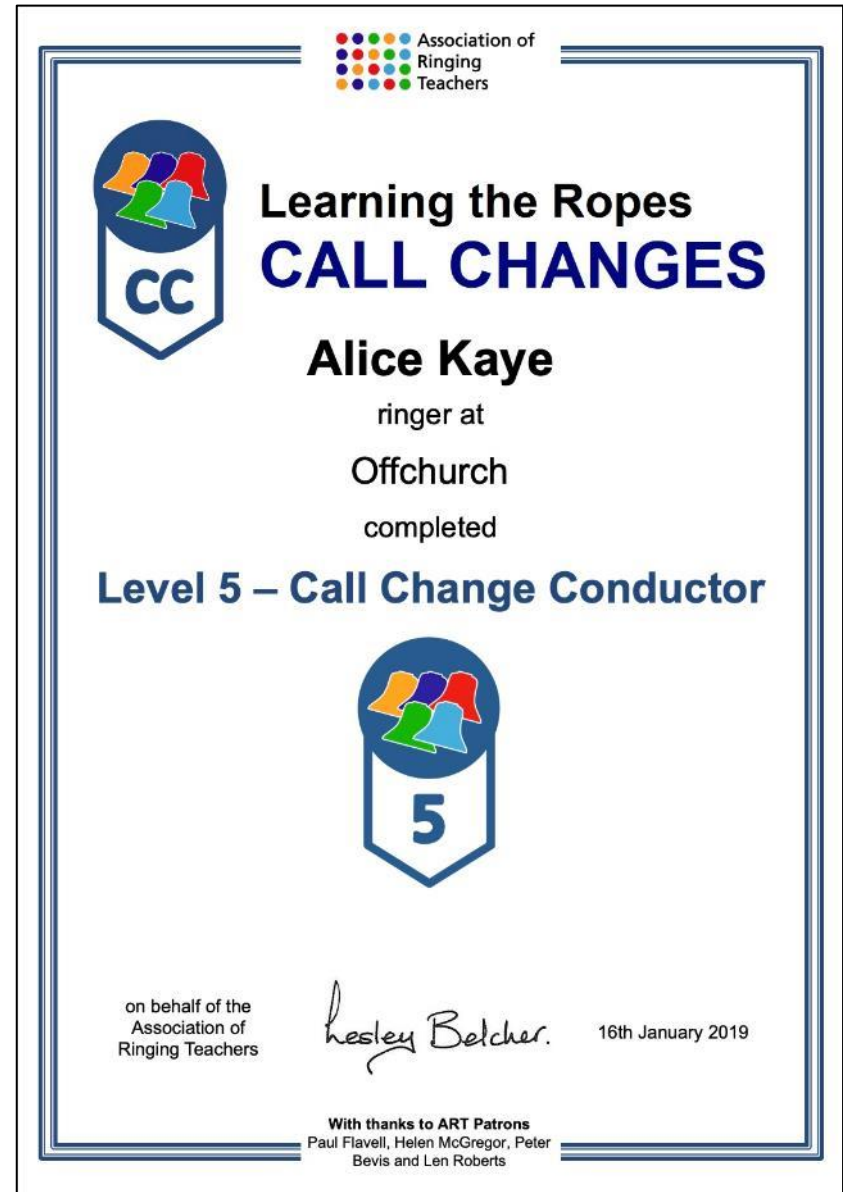 Association of
Ringing
Teachers
Learning the Ropes
CALL CHANGES
CC
Alice Kaye
ringer at
Offchurch
completed
Level 5 – Call Change Conductor
5
on behalf of the
Association of
Ringing Teachers
Lesley Belcher.
16th January 2019
With thanks to ART Patrons
Paul Flavell, Helen McGregor, Peter
Bevis and Len Roberts